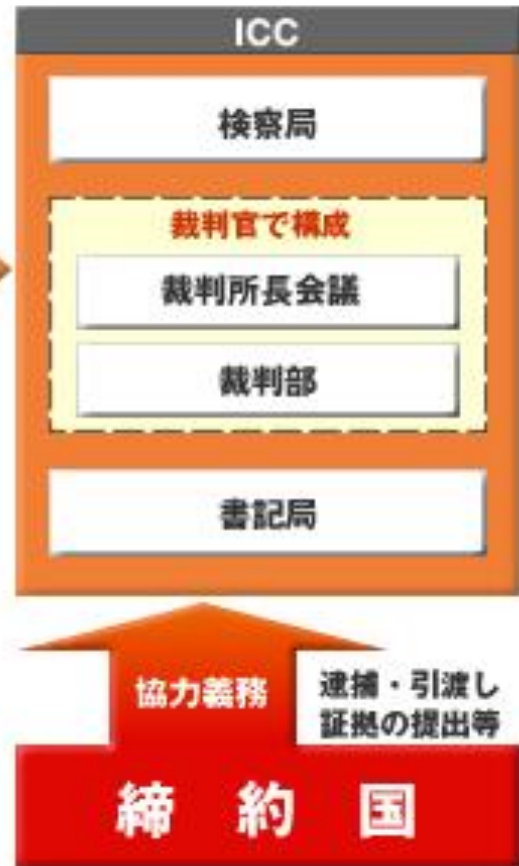 ICC
検察局
裁判官で構成
裁判所長会議
裁判部
書記局
協力義務
逮捕・引渡し
証拠の提出等
締約国